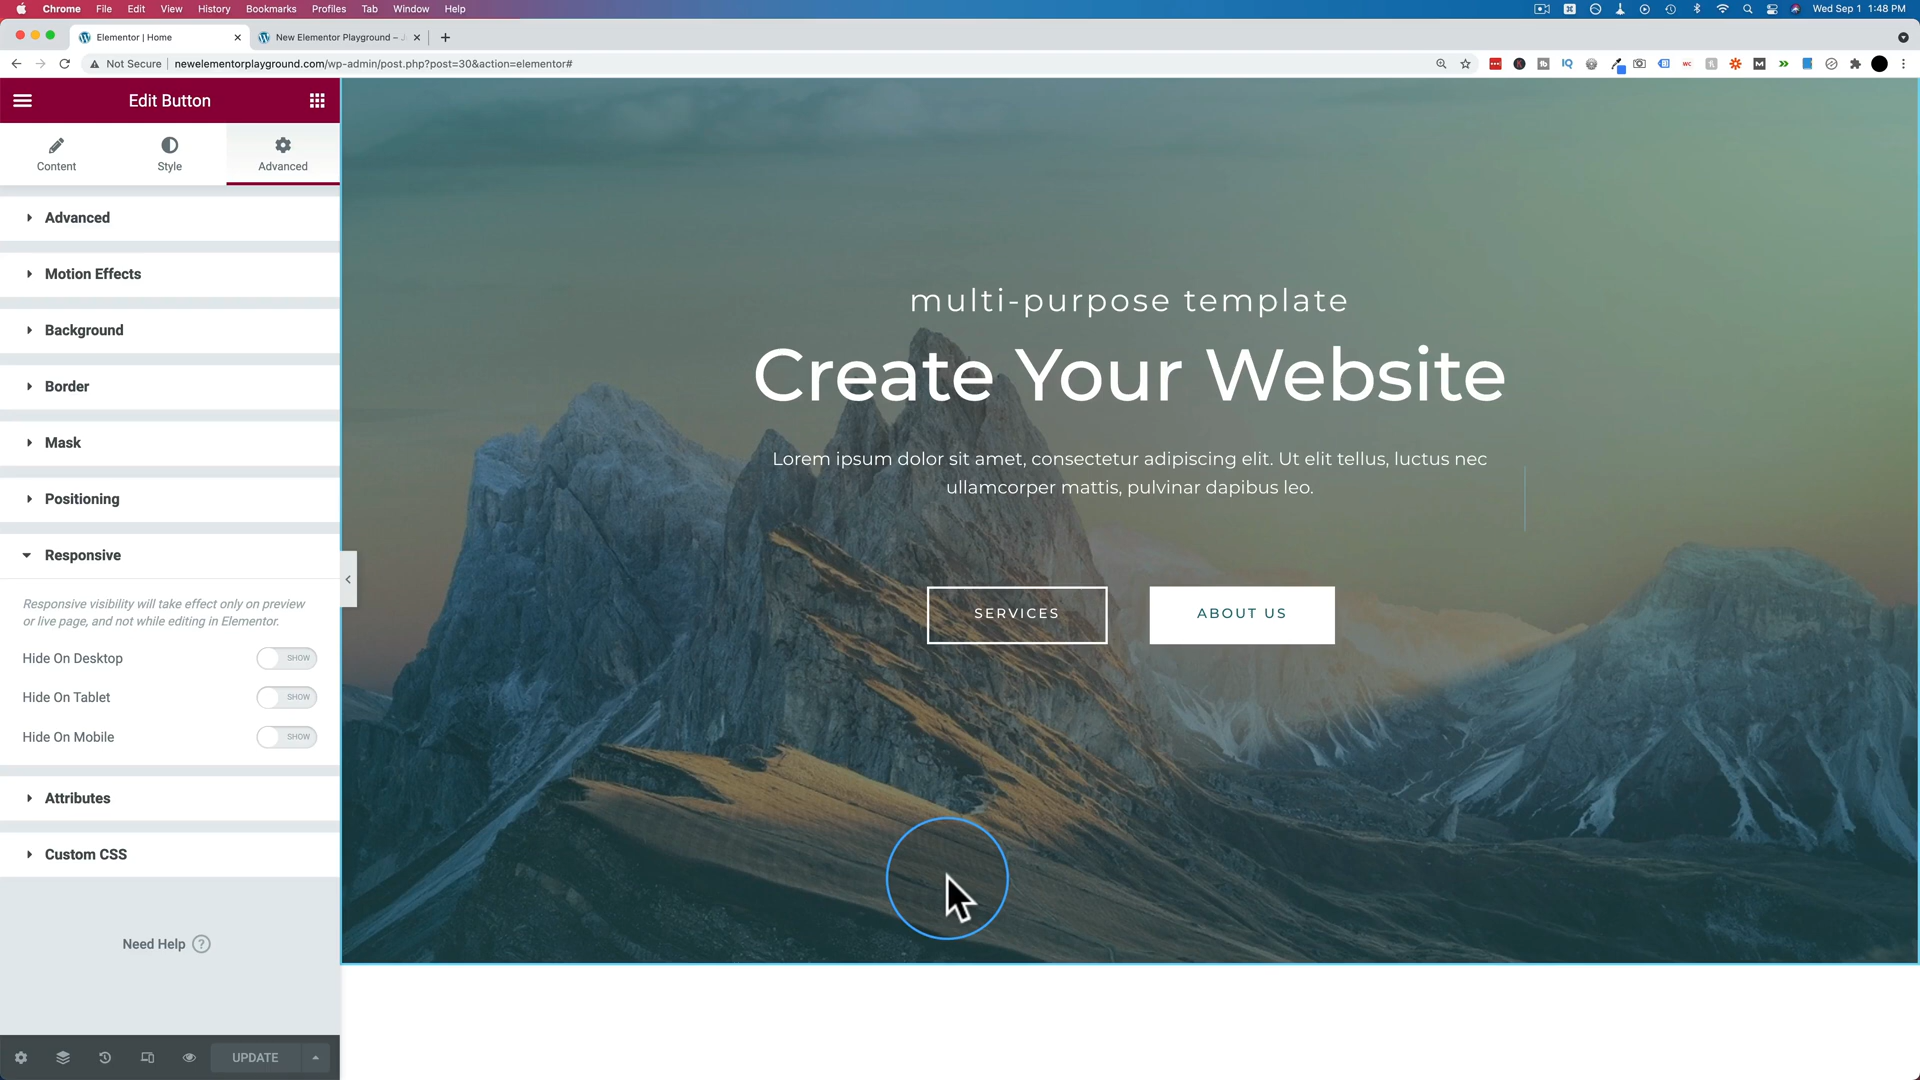 Chrome File Edit View History Bookmarks Profiles Tab Window Help
Wed Sep 1 1:48 PM
Elementor | Home
New Elementor Playground –
Not Secure newelementorplayground.com/wp-admin/post.php?post=30&action=elementor#
Edit Button
Content Style Advanced
Advanced
Motion Effects
Background
Border
Mask
Positioning
Responsive
Responsive visibility will take effect only on preview
or live page, and not while editing in Elementor.
Hide On Desktop SHOW
Hide On Tablet SHOW
Hide On Mobile SHOW
Attributes
Custom CSS
Need Help ?
UPDATE
multi-purpose template
Create Your Website
Lorem ipsum dolor sit amet, consectetur adipiscing elit. Ut elit tellus, luctus nec
ullamcorper mattis, pulvinar dapibus leo.
SERVICES ABOUT US